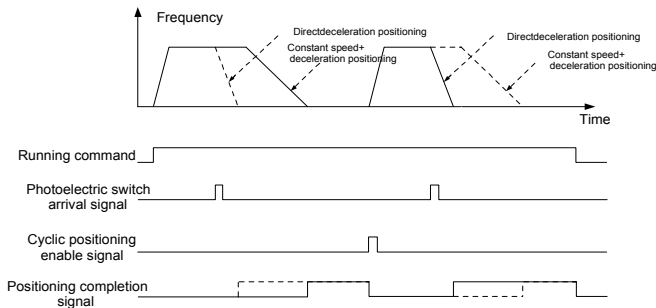 Frequency
Directdeceleration positioning
Constant speed+
deceleration positioning
Directdeceleration positioning
Constant speed+
deceleration positioning
Time
Running command
Photoelectric switch
arrival signal
Cyclic positioning
enable signal
Positioning completion
signal